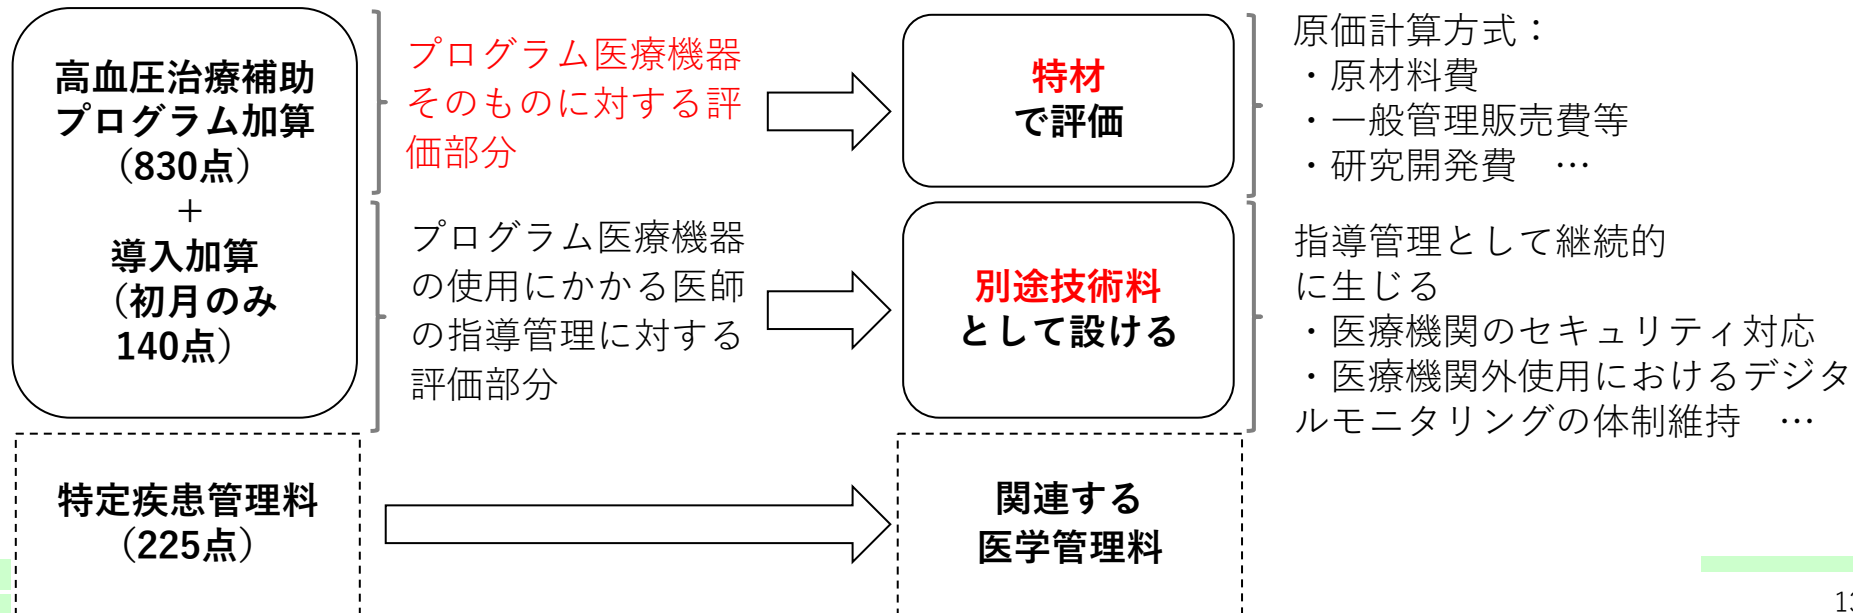 高血圧治療補助
プログラム加算
（830点）
＋
導入加算
（初月のみ
140点）
プログラム医療機器
そのものに対する評
価部分
特材
で評価
原価計算方式：
・原材料費
・一般管理販売費等
・研究開発費　…
プログラム医療機器
の使用にかかる医師
の指導管理に対する
評価部分
別途技術料
として設ける
指導管理として継続的
に生じる
・医療機関のセキュリティ対応
・医療機関外使用におけるデジタ
ルモニタリングの体制維持　…
特定疾患管理料
（225点）
関連する
医学管理料